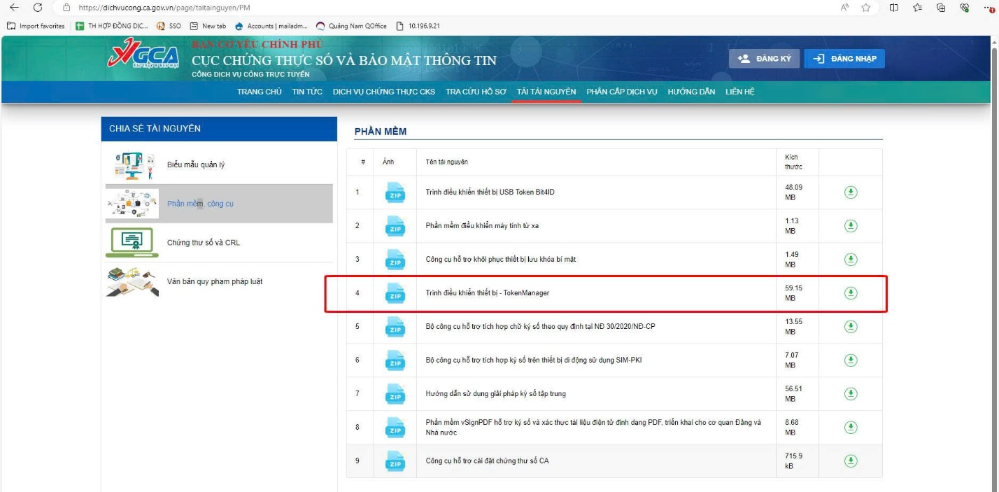 https://dichvucong.ca.gov.vn/page/taitainguyen/PM
Import favorites
TH HỢP ĐỒNG DỊC...
SSO
New tab
Accounts | mailadm...
Quảng Nam QOffice
10.196.9.21
BAN CƠ YẾU CHÍNH PHỦ
CỤC CHỨNG THỰC SỐ VÀ BẢO MẬT THÔNG TIN
CỔNG DỊCH VỤ CÔNG TRỰC TUYẾN
VGCA
Xác thực & Bảo mật
ĐĂNG KÝ
ĐĂNG NHẬP
TRANG CHỦ TIN TỨC DỊCH VỤ CHỨNG THỰC CKS TRA CỨU HỒ SƠ TẢI TÀI NGUYÊN PHÂN CẤP DỊCH VỤ HƯỚNG DẪN LIÊN HỆ
CHIA SẺ TÀI NGUYÊN
Biểu mẫu quản lý
Phần mềm, công cụ
Chứng thư số và CRL
Văn bản quy phạm pháp luật
PHẦN MỀM
# Ảnh Tên tài nguyên Kích
thước
1 ZIP Trình điều khiển thiết bị USB Token Bit4ID 48.09
MB
2 ZIP Phần mềm điều khiển máy tính từ xa 1.13
MB
3 ZIP Công cụ hỗ trợ khôi phục thiết bị lưu khóa bí mật 1.49
MB
4 ZIP Trình điều khiển thiết bị - TokenManager 59.15
MB
5 ZIP Bộ công cụ hỗ trợ tích hợp chữ ký số theo quy định tại NĐ 30/2020/NĐ-CP 13.55
MB
6 ZIP Bộ công cụ hỗ trợ tích hợp ký số trên thiết bị di động sử dụng SIM-PKI 7.07
MB
7 ZIP Hướng dẫn sử dụng giải pháp ký số tập trung 56.51
MB
8 ZIP Phần mềm vSignPDF hỗ trợ ký số và xác thực tài liệu điện tử định dạng PDF, triển khai cho cơ quan Đảng và 8.68
Nhà nước MB
9 ZIP Công cụ hỗ trợ cài đặt chứng thư số CA 715.9
kB